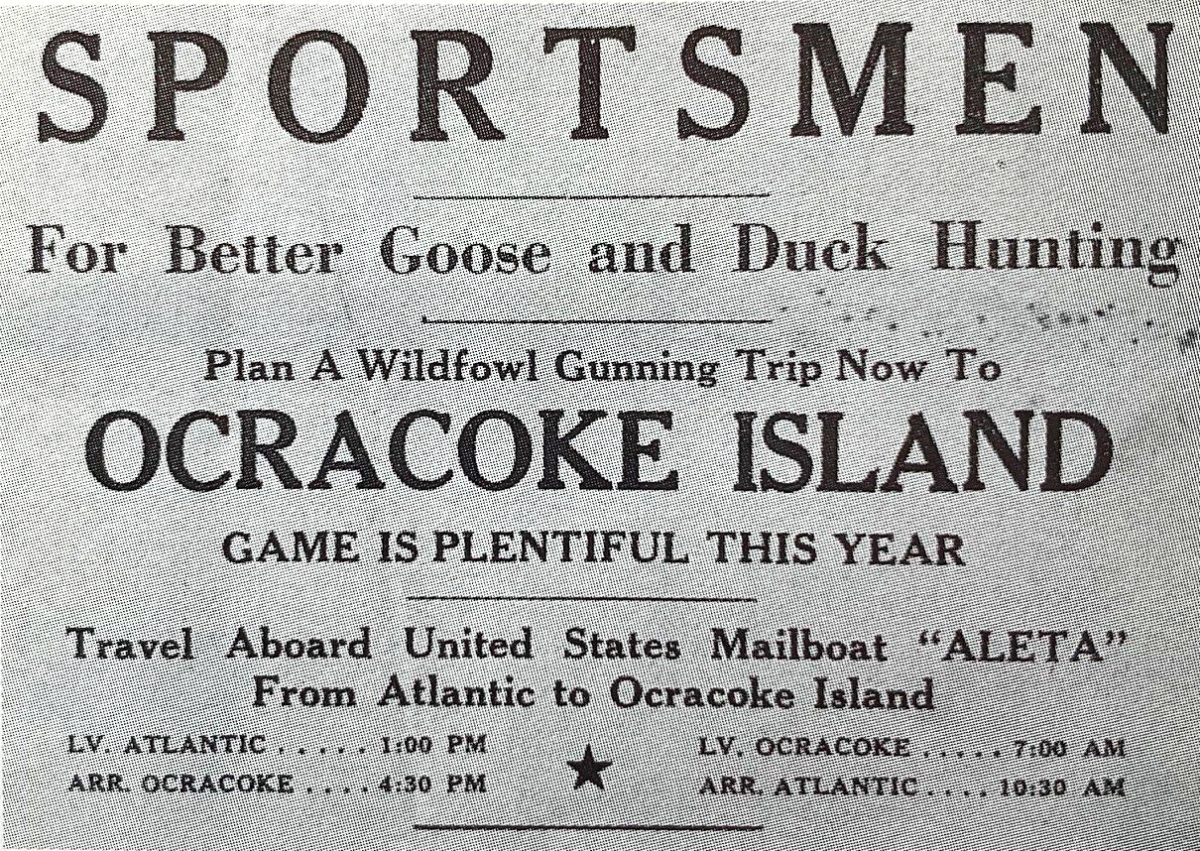 SPORTSMEN
For Better Goose and Duck Hunting
Plan A Wildfowl Gunning Trip Now To
OCRACOKE ISLAND
GAME IS PLENTIFUL THIS YEAR
Travel Aboard United States Mailboat “ALETA”
From Atlantic to Ocracoke Island
LV. ATLANTIC . . . . . 1:00 PM
ARR. OCRACOKE . . . . 4:30 PM
LV. OCRACOKE . . . . . 7:00 AM
ARR. ATLANTIC . . . . 10:30 AM